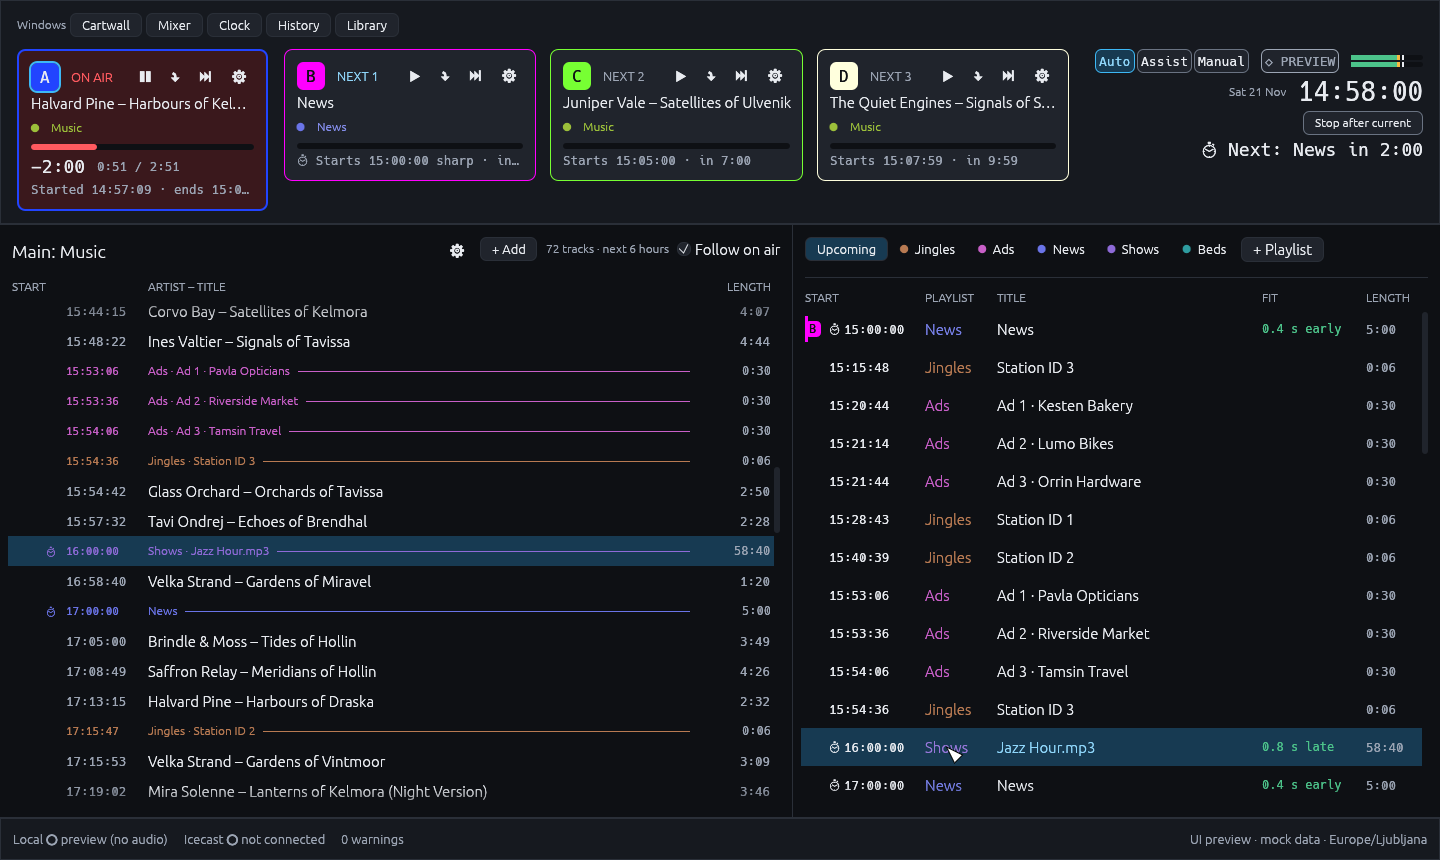 Windows Cartwall Mixer Clock History Library
A ON AIR
Halvard Pine – Harbours of Kel…
Music
−2:00 0:51 / 2:51
Started 14:57:09 · ends 15:0…
B NEXT 1
News
News
Starts 15:00:00 sharp · in…
C NEXT 2
Juniper Vale – Satellites of Ulvenik
Music
Starts 15:05:00 · in 7:00
D NEXT 3
The Quiet Engines – Signals of S…
Music
Starts 15:07:59 · in 9:59
Auto Assist Manual ◇ PREVIEW
Sat 21 Nov 14:58:00
Stop after current
Next: News in 2:00
Main: Music + Add 72 tracks · next 6 hours Follow on air
START ARTIST – TITLE LENGTH
15:44:15 Corvo Bay – Satellites of Kelmora 4:07
15:48:22 Ines Valtier – Signals of Tavissa 4:44
15:53:06 Ads · Ad 1 · Pavla Opticians 0:30
15:53:36 Ads · Ad 2 · Riverside Market 0:30
15:54:06 Ads · Ad 3 · Tamsin Travel 0:30
15:54:36 Jingles · Station ID 3 0:06
15:54:42 Glass Orchard – Orchards of Tavissa 2:50
15:57:32 Tavi Ondrej – Echoes of Brendhal 2:28
16:00:00 Shows · Jazz Hour.mp3 58:40
16:58:40 Velka Strand – Gardens of Miravel 1:20
17:00:00 News 5:00
17:05:00 Brindle & Moss – Tides of Hollin 3:49
17:08:49 Saffron Relay – Meridians of Hollin 4:26
17:13:15 Halvard Pine – Harbours of Draska 2:32
17:15:47 Jingles · Station ID 2 0:06
17:15:53 Velka Strand – Gardens of Vintmoor 3:09
17:19:02 Mira Solenne – Lanterns of Kelmora (Night Version) 3:46
Upcoming Jingles Ads News Shows Beds + Playlist
START PLAYLIST TITLE FIT LENGTH
B 15:00:00 News News 0.4 s early 5:00
15:15:48 Jingles Station ID 3 0:06
15:20:44 Ads Ad 1 · Kesten Bakery 0:30
15:21:14 Ads Ad 2 · Lumo Bikes 0:30
15:21:44 Ads Ad 3 · Orrin Hardware 0:30
15:28:43 Jingles Station ID 1 0:06
15:40:39 Jingles Station ID 2 0:06
15:53:06 Ads Ad 1 · Pavla Opticians 0:30
15:53:36 Ads Ad 2 · Riverside Market 0:30
15:54:06 Ads Ad 3 · Tamsin Travel 0:30
15:54:36 Jingles Station ID 3 0:06
16:00:00 Shows Jazz Hour.mp3 0.8 s late 58:40
17:00:00 News News 0.4 s early 5:00
Local preview (no audio) Icecast not connected 0 warnings UI preview · mock data · Europe/Ljubljana